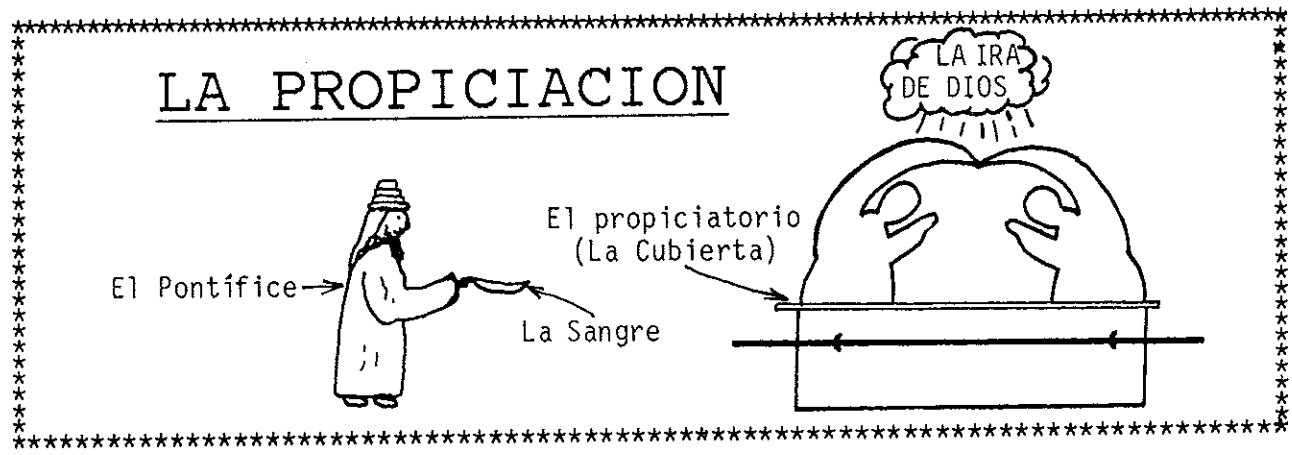 LA PROPICIACION
LA IRA
DE DIOS
El propiciatorio
(La Cubierta)
El Pontífice
La Sangre